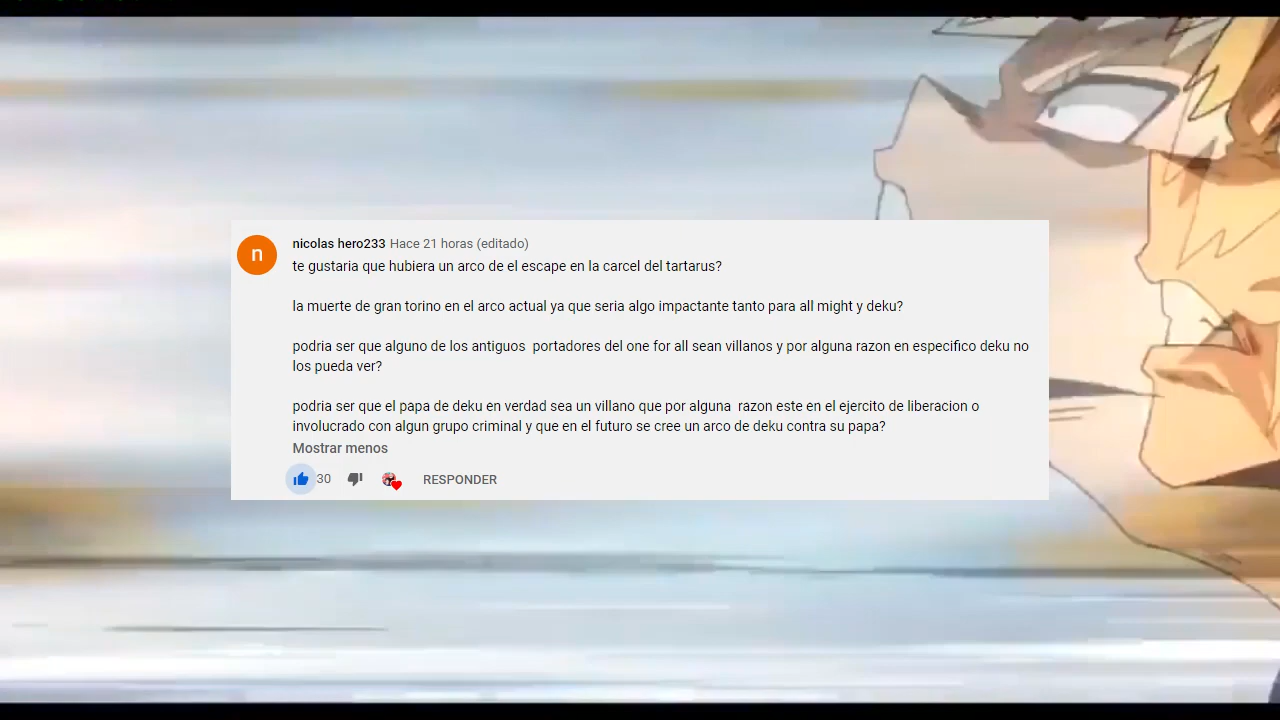 n
nicolas hero233 Hace 21 horas (editado)
te gustaria que hubiera un arco de el escape en la carcel del tartarus?
la muerte de gran torino en el arco actual ya que seria algo impactante tanto para all might y deku?
podria ser que alguno de los antiguos portadores del one for all sean villanos y por alguna razon en especifico deku no
los pueda ver?
podria ser que el papa de deku en verdad sea un villano que por alguna razon este en el ejercito de liberacion o
involucrado con algun grupo criminal y que en el futuro se cree un arco de deku contra su papa?
Mostrar menos
30
RESPONDER